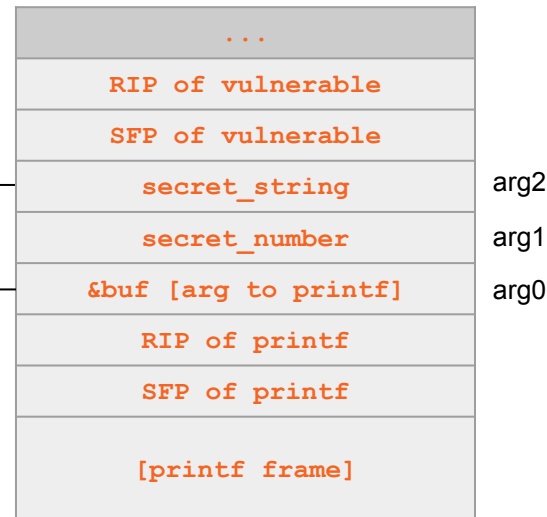 ...
RIP of vulnerable
SFP of vulnerable
secret_string arg2
secret_number arg1
&buf [arg to printf] arg0
RIP of printf
SFP of printf
[printf frame]